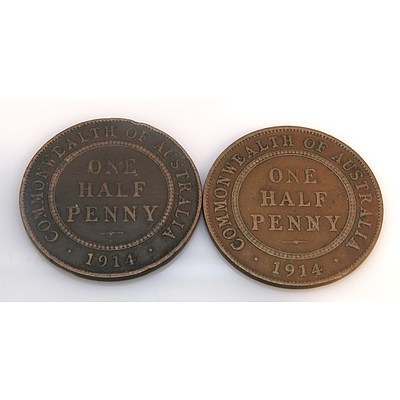 COMMONWEALTH OF AUSTRALIA
ONE
HALF
PENNY
· 1914 ·
COMMONWEALTH OF AUSTRALIA
ONE
HALF
PENNY
· 1914 ·